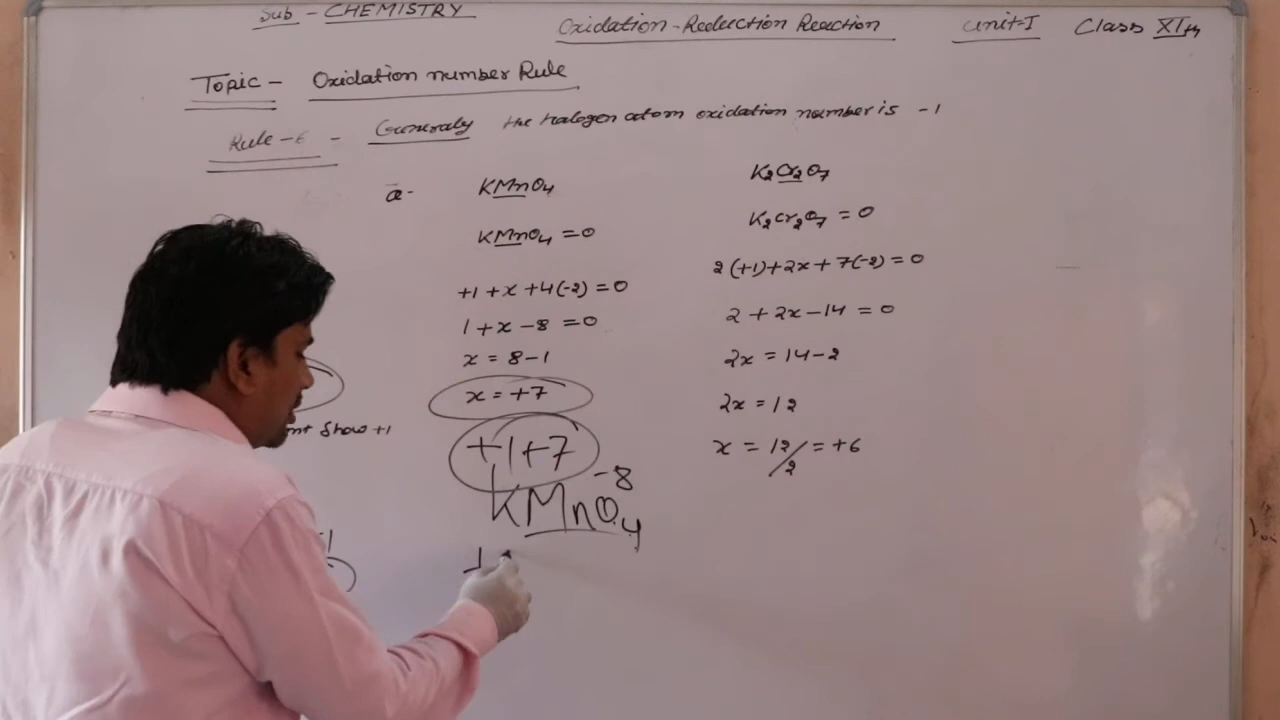 Sub - CHEMISTRY
Oxidation-Reduction Reaction
Unit-I
Class XIth
Topic - Oxidation number Rule
Rule-6 - Generaly the halogen atom oxidation number is -1
a- KMnO4
KMnO4 = 0
+1 + x + 4(-2) = 0
1 + x - 8 = 0
x = 8 - 1
x = +7
+1+7
-8
KMnO4
K2Cr2O7
K2Cr2O7 = 0
2(+1) + 2x + 7(-2) = 0
2 + 2x - 14 = 0
2x = 14 - 2
2x = 12
x = 12/2 = +6
Show +1